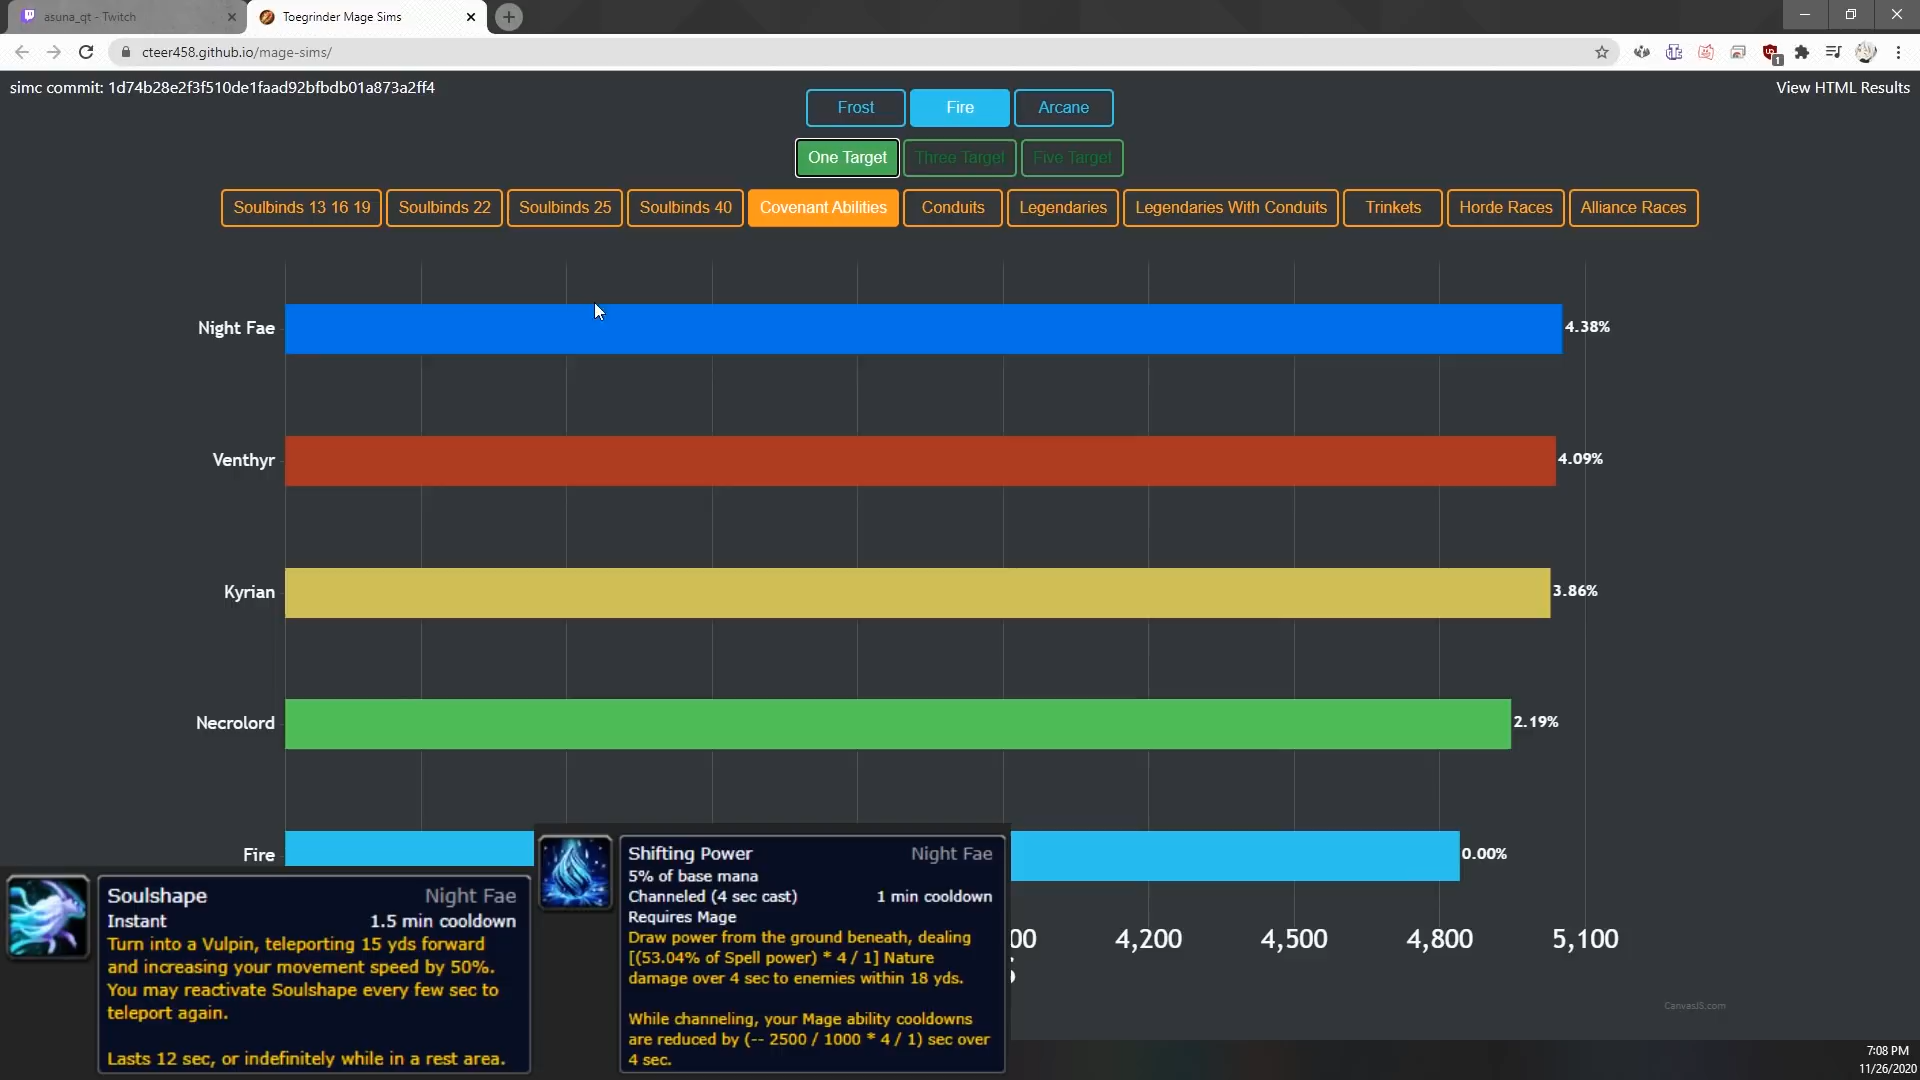 asuna_qt - Twitch
Toegrinder Mage Sims
cteer458.github.io/mage-sims/
simc commit: 1d74b28e2f3f510de1faad92bfbdb01a873a2ff4
View HTML Results
Frost
Fire
Arcane
One Target
Three Target
Five Target
Soulbinds 13 16 19
Soulbinds 22
Soulbinds 25
Soulbinds 40
Covenant Abilities
Conduits
Legendaries
Legendaries With Conduits
Trinkets
Horde Races
Alliance Races
Night Fae
4.38%
Venthyr
4.09%
Kyrian
3.86%
Necrolord
2.19%
Fire
0.00%
00
4,200
4,500
4,800
5,100
Soulshape
Night Fae
Instant
1.5 min cooldown
Turn into a Vulpin, teleporting 15 yds forward
and increasing your movement speed by 50%.
You may reactivate Soulshape every few sec to
teleport again.
Lasts 12 sec, or indefinitely while in a rest area.
Shifting Power
Night Fae
5% of base mana
Channeled (4 sec cast)
1 min cooldown
Requires Mage
Draw power from the ground beneath, dealing
[(53.04% of Spell power) * 4 / 1] Nature
damage over 4 sec to enemies within 18 yds.
While channeling, your Mage ability cooldowns
are reduced by (-- 2500 / 1000 * 4 / 1) sec over
4 sec.
CanvasJS.com
7:08 PM
11/26/2020